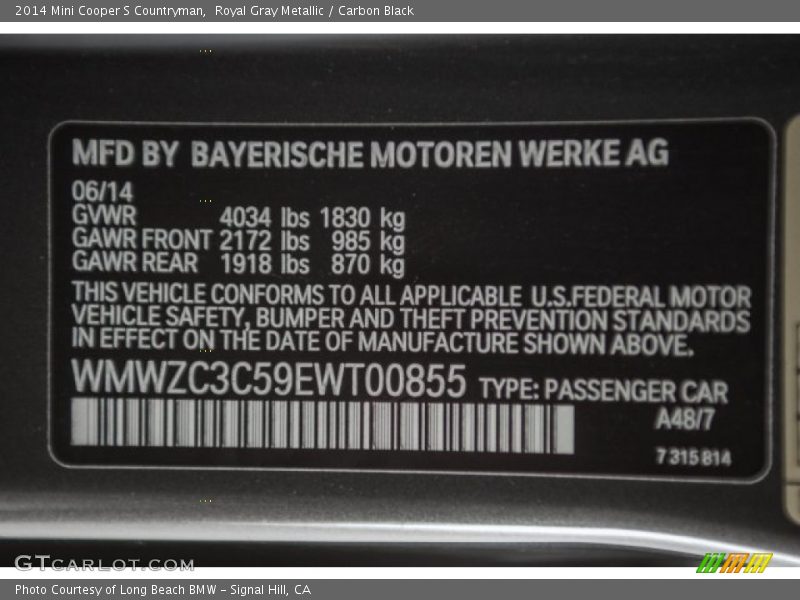 2014 Mini Cooper S Countryman,  Royal Gray Metallic / Carbon Black
MFD BY BAYERISCHE MOTOREN WERKE AG
06/14
GVWR 4034 lbs 1830 kg
GAWR FRONT 2172 lbs 985 kg
GAWR REAR 1918 lbs 870 kg
THIS VEHICLE CONFORMS TO ALL APPLICABLE U.S.FEDERAL MOTOR
VEHICLE SAFETY, BUMPER AND THEFT PREVENTION STANDARDS
IN EFFECT ON THE DATE OF MANUFACTURE SHOWN ABOVE.
WMWZC3C59EWT00855 TYPE: PASSENGER CAR
A48/7
7 315 814
GTCARLOT.COM
Photo Courtesy of Long Beach BMW - Signal Hill, CA